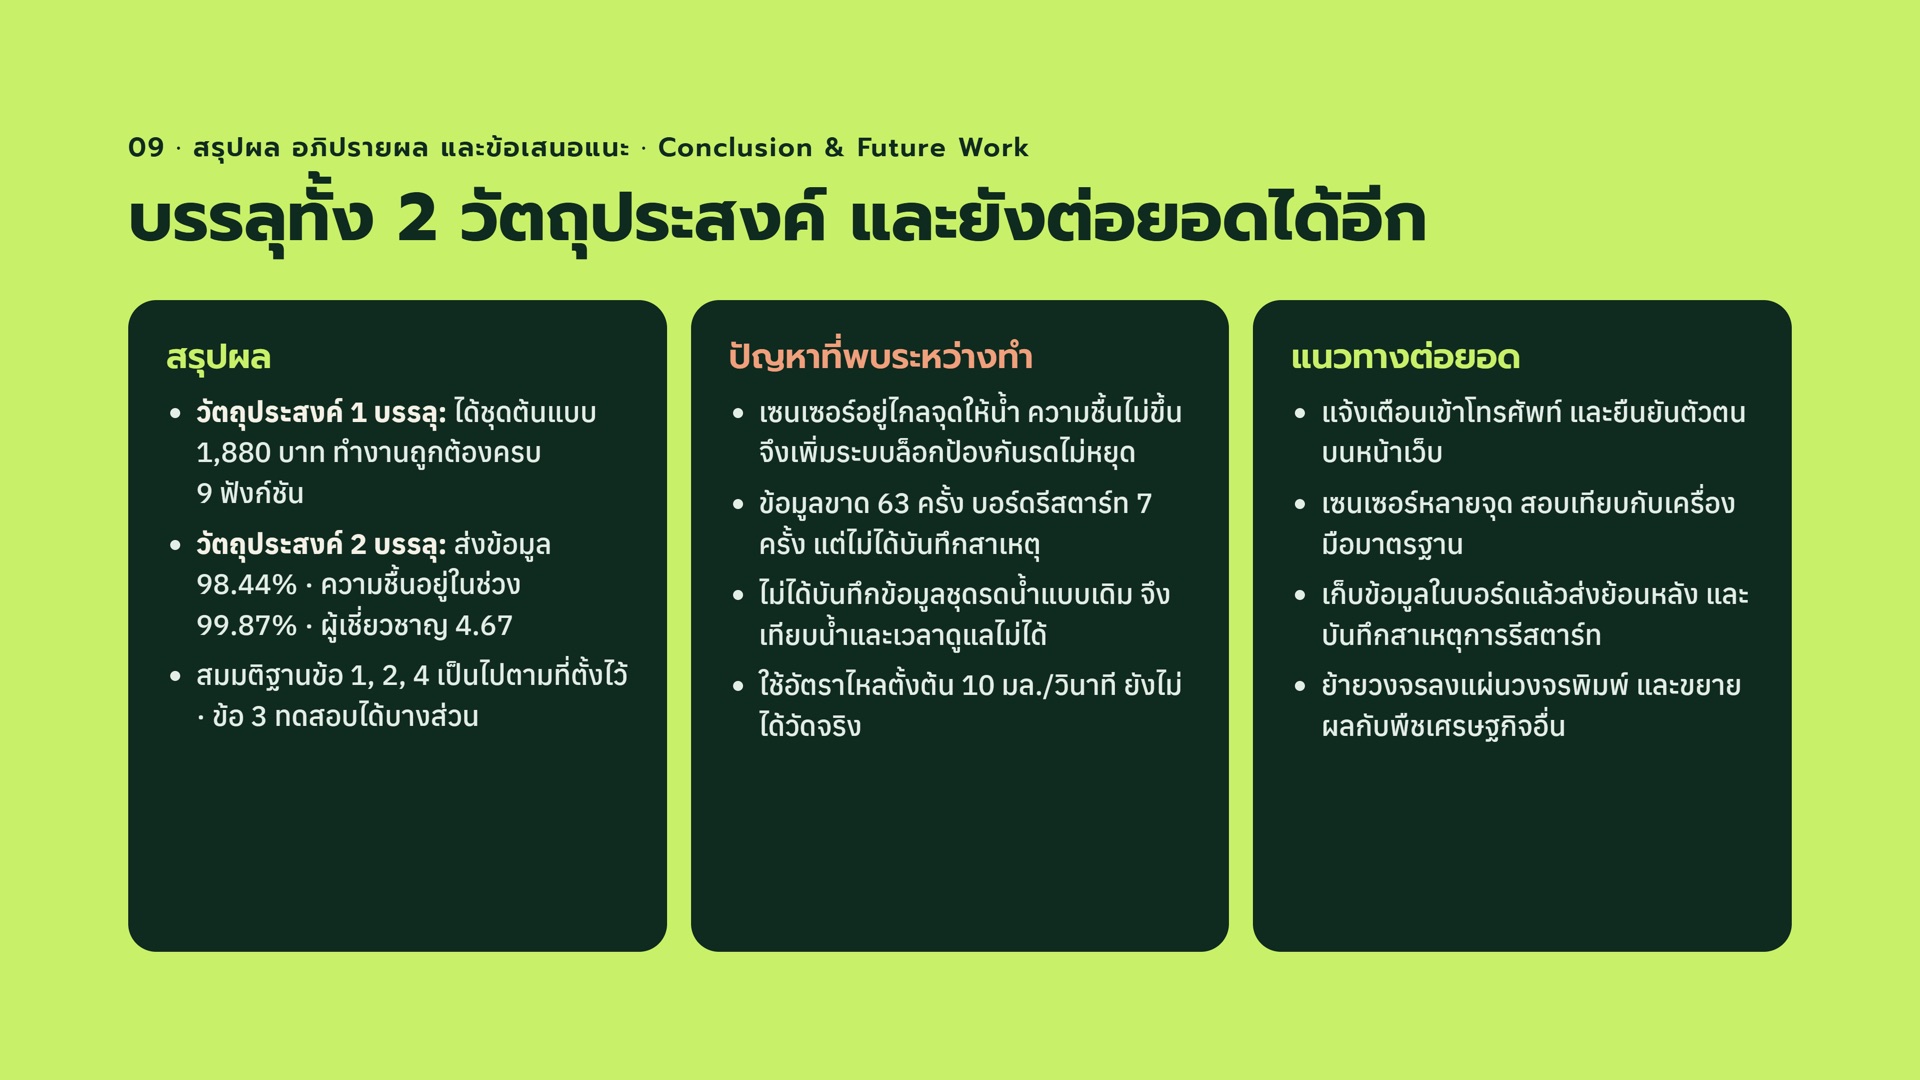 09 · สรุปผล อภิปรายผล และข้อเสนอแนะ · Conclusion & Future Work
บรรลุทั้ง 2 วัตถุประสงค์ และยังต่อยอดได้อีก
สรุปผล
• วัตถุประสงค์ 1 บรรลุ: ได้ชุดต้นแบบ
1,880 บาท ทำงานถูกต้องครบ
9 ฟังก์ชัน
• วัตถุประสงค์ 2 บรรลุ: ส่งข้อมูล
98.44% · ความชื้นอยู่ในช่วง
99.87% · ผู้เชี่ยวชาญ 4.67
• สมมติฐานข้อ 1, 2, 4 เป็นไปตามที่ตั้งไว้
· ข้อ 3 ทดสอบได้บางส่วน
ปัญหาที่พบระหว่างทำ
• เซนเซอร์อยู่ไกลจุดให้น้ำ ความชื้นไม่ขึ้น
จึงเพิ่มระบบล็อกป้องกันรดไม่หยุด
• ข้อมูลขาด 63 ครั้ง บอร์ดรีสตาร์ท 7
ครั้ง แต่ไม่ได้บันทึกสาเหตุ
• ไม่ได้บันทึกข้อมูลชุดรดน้ำแบบเดิม จึง
เทียบน้ำและเวลาดูแลไม่ได้
• ใช้อัตราไหลตั้งต้น 10 มล./วินาที ยังไม่
ได้วัดจริง
แนวทางต่อยอด
• แจ้งเตือนเข้าโทรศัพท์ และยืนยันตัวตน
บนหน้าเว็บ
• เซนเซอร์หลายจุด สอบเทียบกับเครื่อง
มือมาตรฐาน
• เก็บข้อมูลในบอร์ดแล้วส่งย้อนหลัง และ
บันทึกสาเหตุการรีสตาร์ท
• ย้ายวงจรลงแผ่นวงจรพิมพ์ และขยาย
ผลกับพืชเศรษฐกิจอื่น